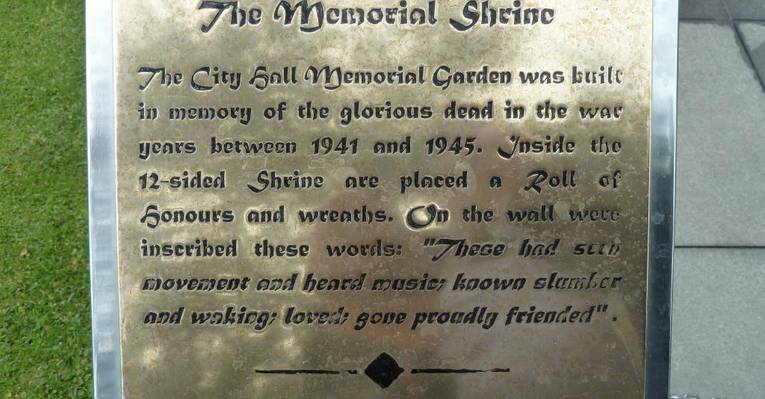 The Memorial Shrine
The City Hall Memorial Garden was built
in memory of the glorious dead in the war
years between 1941 and 1945. Inside the
12-sided Shrine are placed a Roll of
Honours and wreaths. On the wall were
inscribed these words: "These had seen
movement and heard music; known slumber
and waking; loved; gone proudly friended".